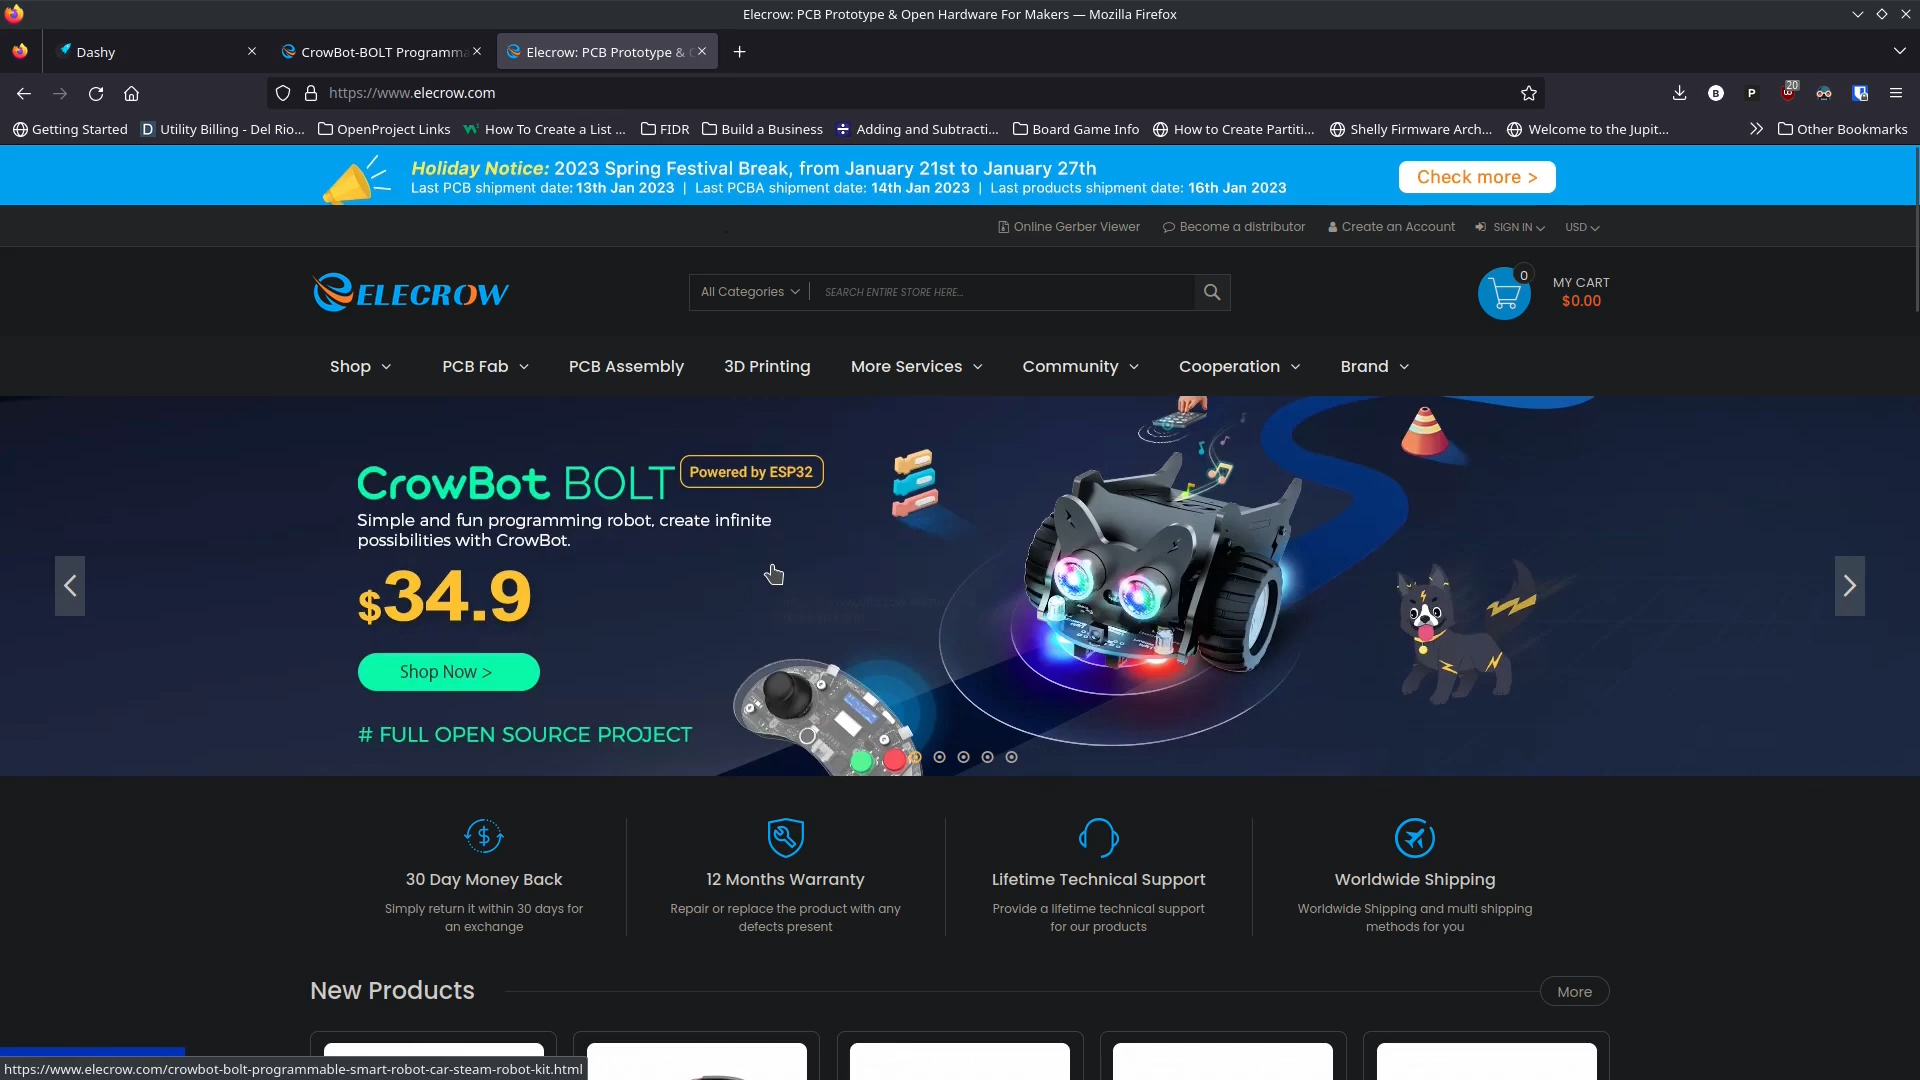 Elecrow: PCB Prototype & Open Hardware For Makers — Mozilla Firefox
Dashy
CrowBot-BOLT Programma
Elecrow: PCB Prototype & O
https://www.elecrow.com
20
Getting Started
Utility Billing - Del Rio...
OpenProject Links
How To Create a List ...
FIDR
Build a Business
Adding and Subtracti...
Board Game Info
How to Create Partiti...
Shelly Firmware Arch...
Welcome to the Jupit...
Other Bookmarks
Holiday Notice: 2023 Spring Festival Break, from January 21st to January 27th
Last PCB shipment date: 13th Jan 2023 | Last PCBA shipment date: 14th Jan 2023 | Last products shipment date: 16th Jan 2023
Check more >
Online Gerber Viewer
Become a distributor
Create an Account
SIGN IN
USD
ELECROW
All Categories
SEARCH ENTIRE STORE HERE...
0
MY CART
$0.00
Shop
PCB Fab
PCB Assembly
3D Printing
More Services
Community
Cooperation
Brand
CrowBot BOLT
Powered by ESP32
Simple and fun programming robot, create infinite
possibilities with CrowBot.
$34.9
Shop Now >
# FULL OPEN SOURCE PROJECT
30 Day Money Back
Simply return it within 30 days for
an exchange
12 Months Warranty
Repair or replace the product with any
defects present
Lifetime Technical Support
Provide a lifetime technical support
for our products
Worldwide Shipping
Worldwide Shipping and multi shipping
methods for you
New Products
More
https://www.elecrow.com/crowbot-bolt-programmable-smart-robot-car-steam-robot-kit.html